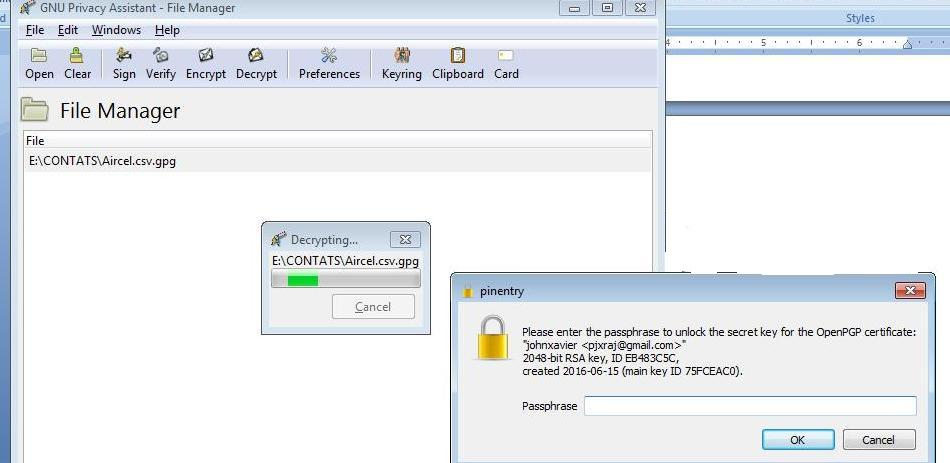 GNU Privacy Assistant - File Manager
File Edit Windows Help
Open Clear Sign Verify Encrypt Decrypt Preferences Keyring Clipboard Card
File Manager
File
E:\CONTATS\Aircel.csv.gpg
Decrypting...
E:\CONTATS\Aircel.csv.gpg
Cancel
pinentry
Please enter the passphrase to unlock the secret key for the OpenPGP certificate:
"johnxavier <pjxraj@gmail.com>"
2048-bit RSA key, ID EB483C5C,
created 2016-06-15 (main key ID 75FCEAC0).
Passphrase
OK Cancel
Styles
4 5 6